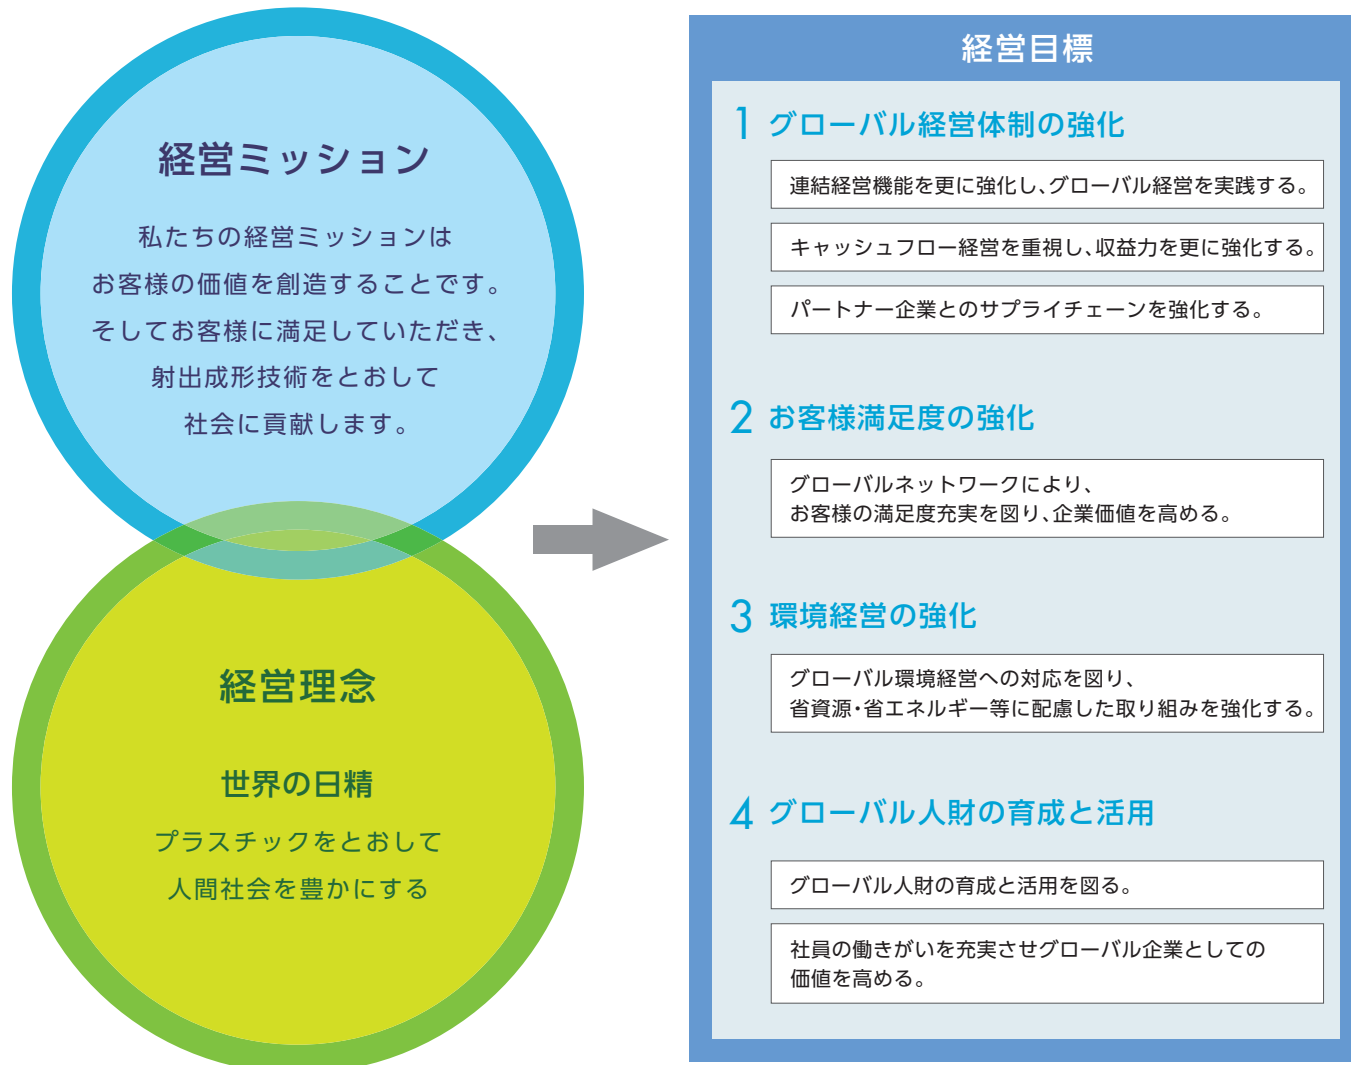 経営ミッション
私たちの経営ミッションは
お客様の価値を創造することです。
そしてお客様に満足していただき、
射出成形技術をとおして
社会に貢献します。
経営理念
世界の日精
プラスチックをとおして
人間社会を豊かにする
経営目標
1 グローバル経営体制の強化
連結経営機能を更に強化し、グローバル経営を実践する。
キャッシュフロー経営を重視し、収益力を更に強化する。
パートナー企業とのサプライチェーンを強化する。
2 お客様満足度の強化
グローバルネットワークにより、
お客様の満足度充実を図り、企業価値を高める。
3 環境経営の強化
グローバル環境経営への対応を図り、
省資源・省エネルギー等に配慮した取り組みを強化する。
4 グローバル人財の育成と活用
グローバル人財の育成と活用を図る。
社員の働きがいを充実させグローバル企業としての
価値を高める。